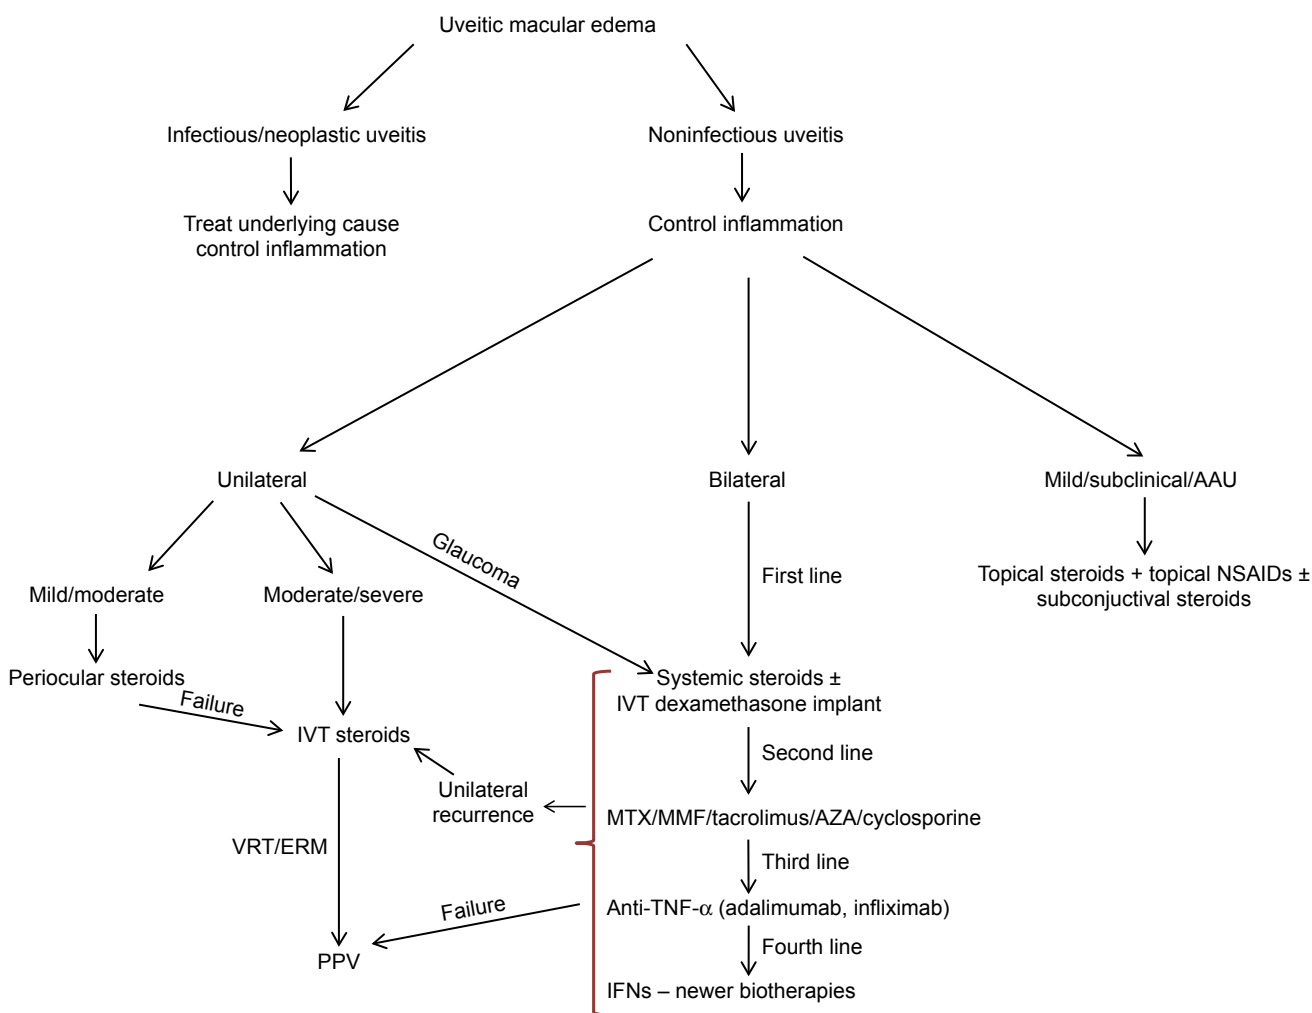 Uveitic macular edema
Infectious/neoplastic uveitis
Noninfectious uveitis
Treat underlying cause
control inflammation
Control inflammation
Unilateral
Bilateral
Mild/subclinical/AAU
Glaucoma
First line
Mild/moderate
Moderate/severe
Topical steroids + topical NSAIDs ±
subconjuctival steroids
Periocular steroids
Failure
IVT steroids
Systemic steroids ±
IVT dexamethasone implant
Second line
Unilateral
recurrence
MTX/MMF/tacrolimus/AZA/cyclosporine
VRT/ERM
Third line
Failure
Anti-TNF-α (adalimumab, infliximab)
Fourth line
PPV
IFNs – newer biotherapies